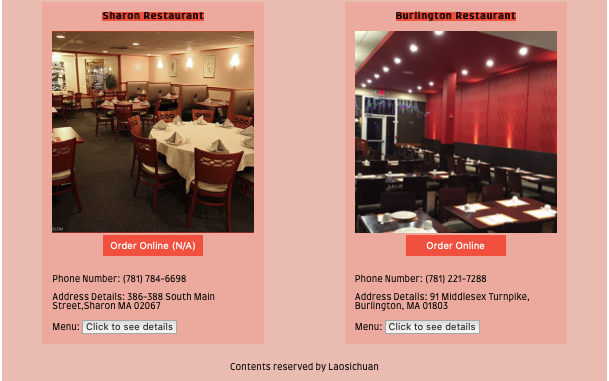 Sharon Restaurant
Order Online (N/A)
Phone Number: (781) 784-6698
Address Details: 386-388 South Main
Street,Sharon MA 02067
Menu: Click to see details
Burlington Restaurant
Order Online
Phone Number: (781) 221-7288
Address Details: 91 Middlesex Turnpike,
Burlington, MA 01803
Menu: Click to see details
Contents reserved by Laosichuan